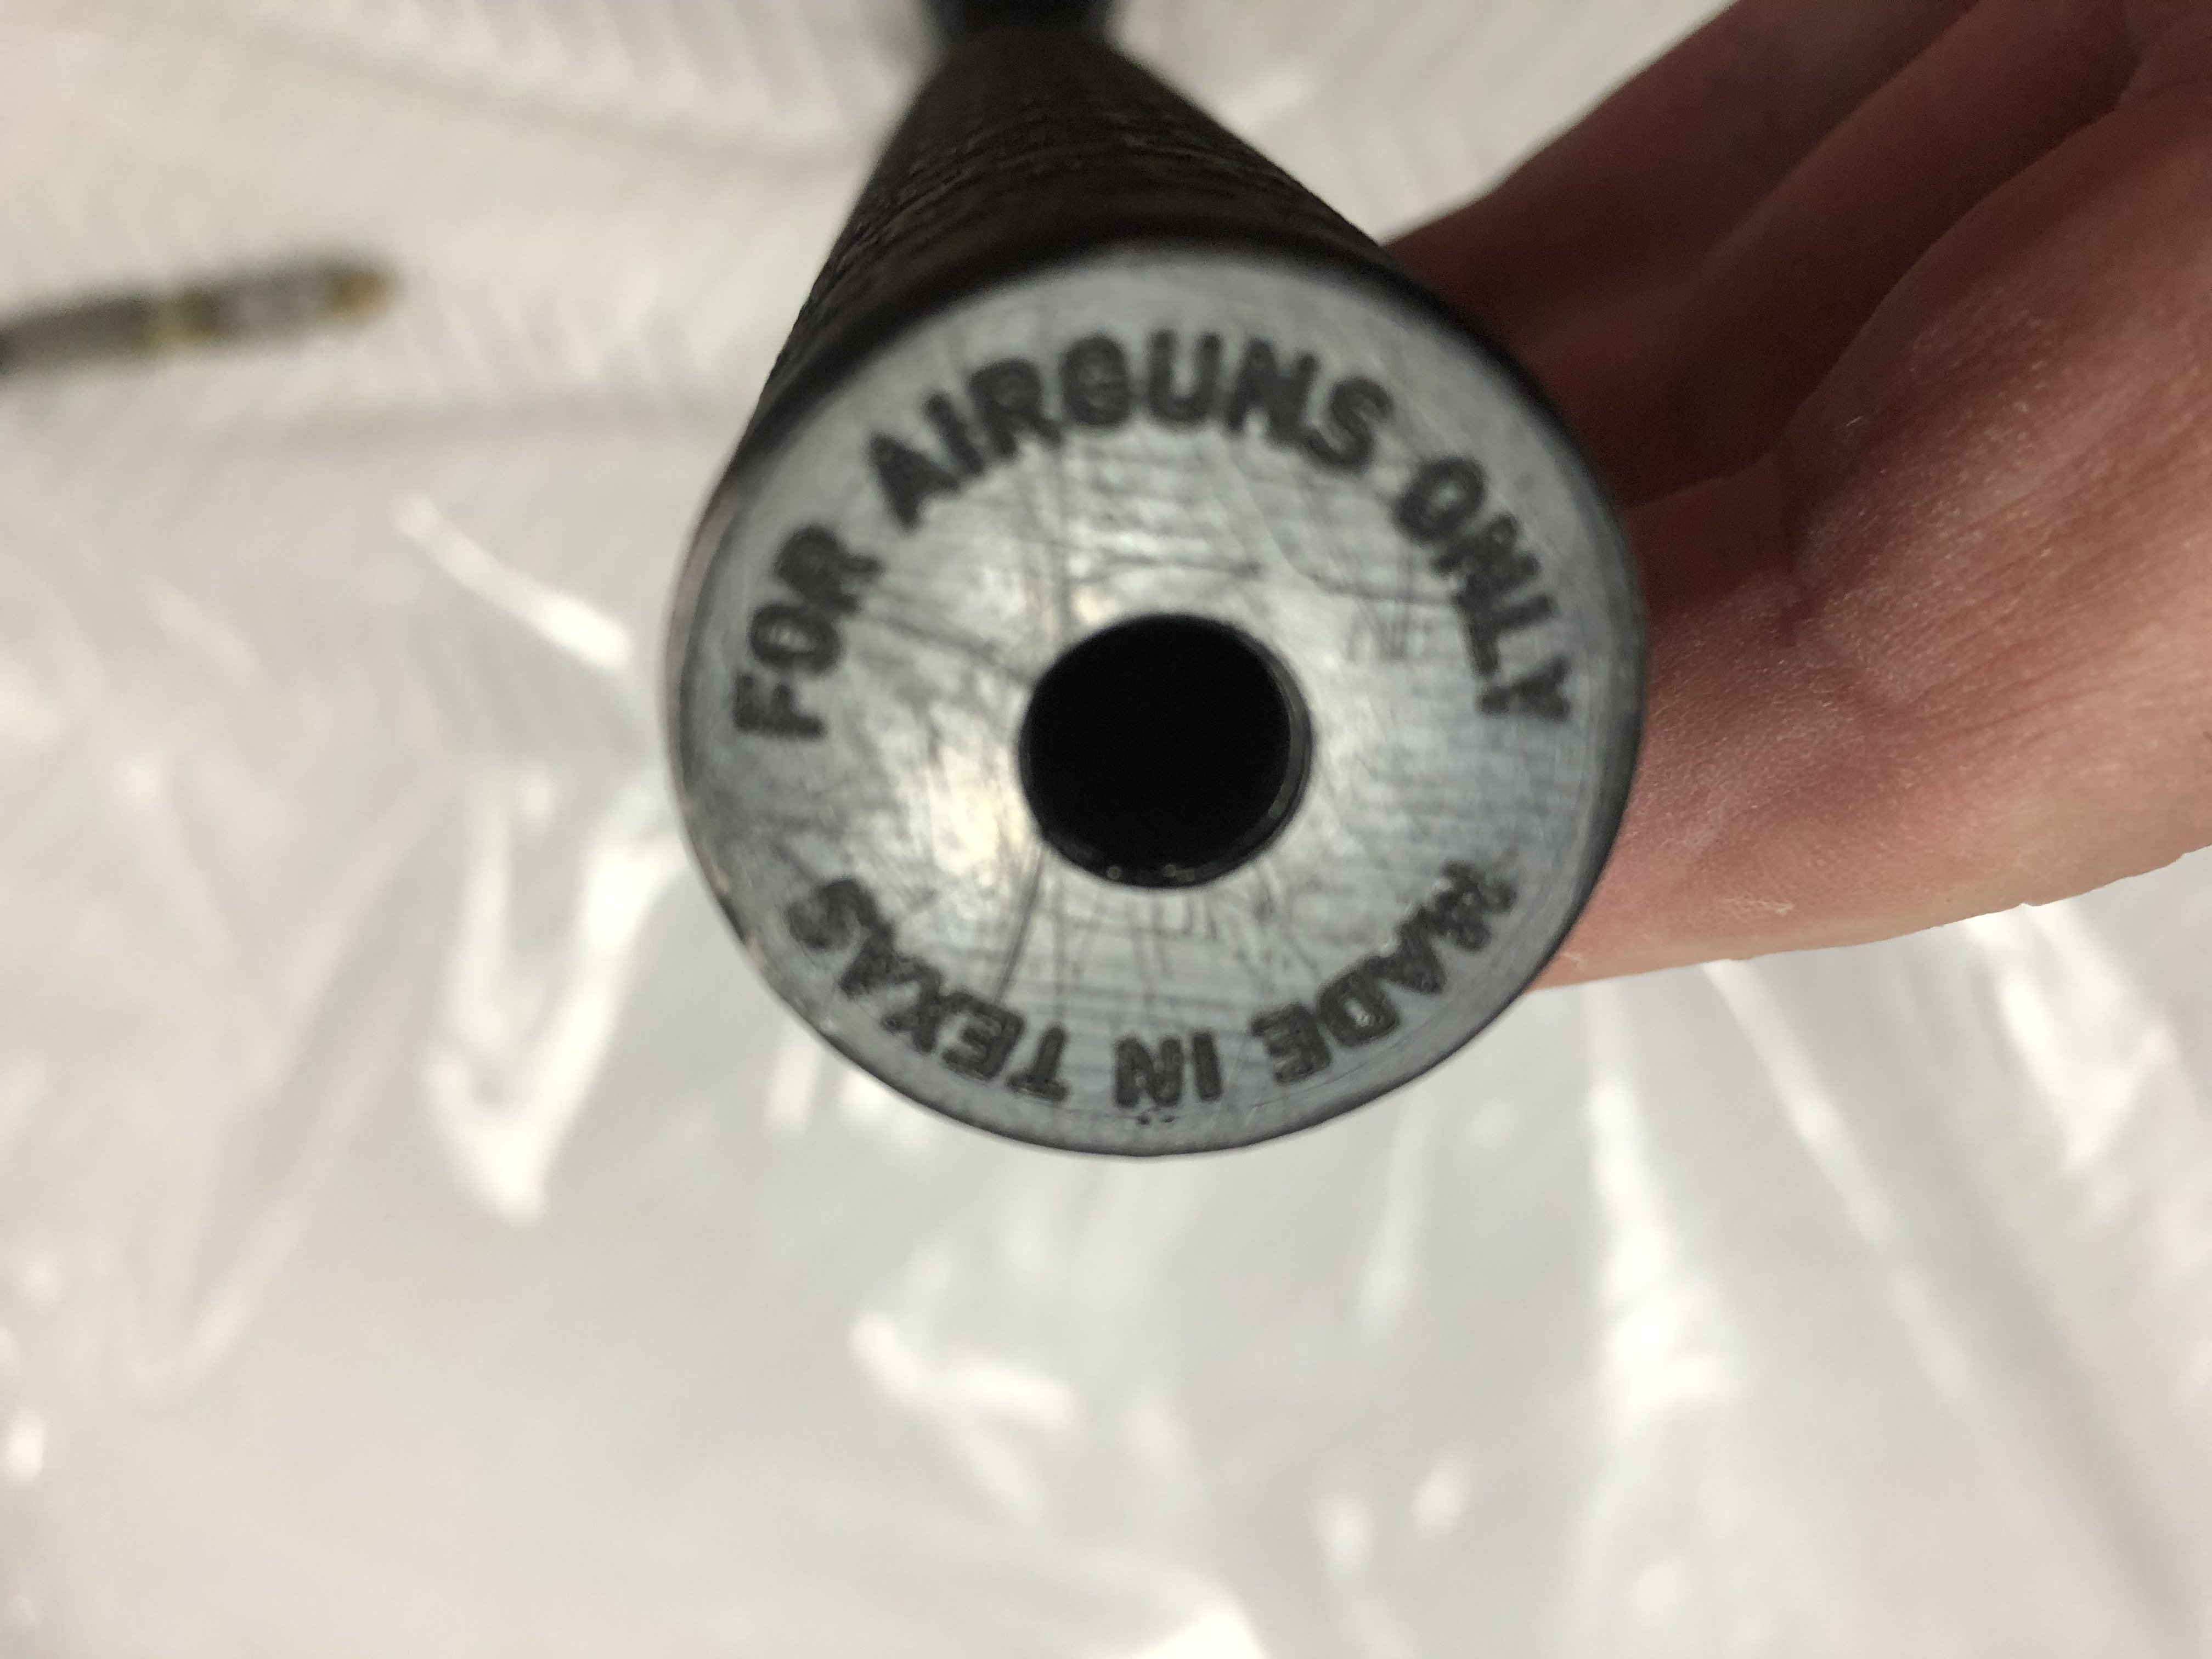 FOR AIRGUNS ONLY
MADE IN TEXAS